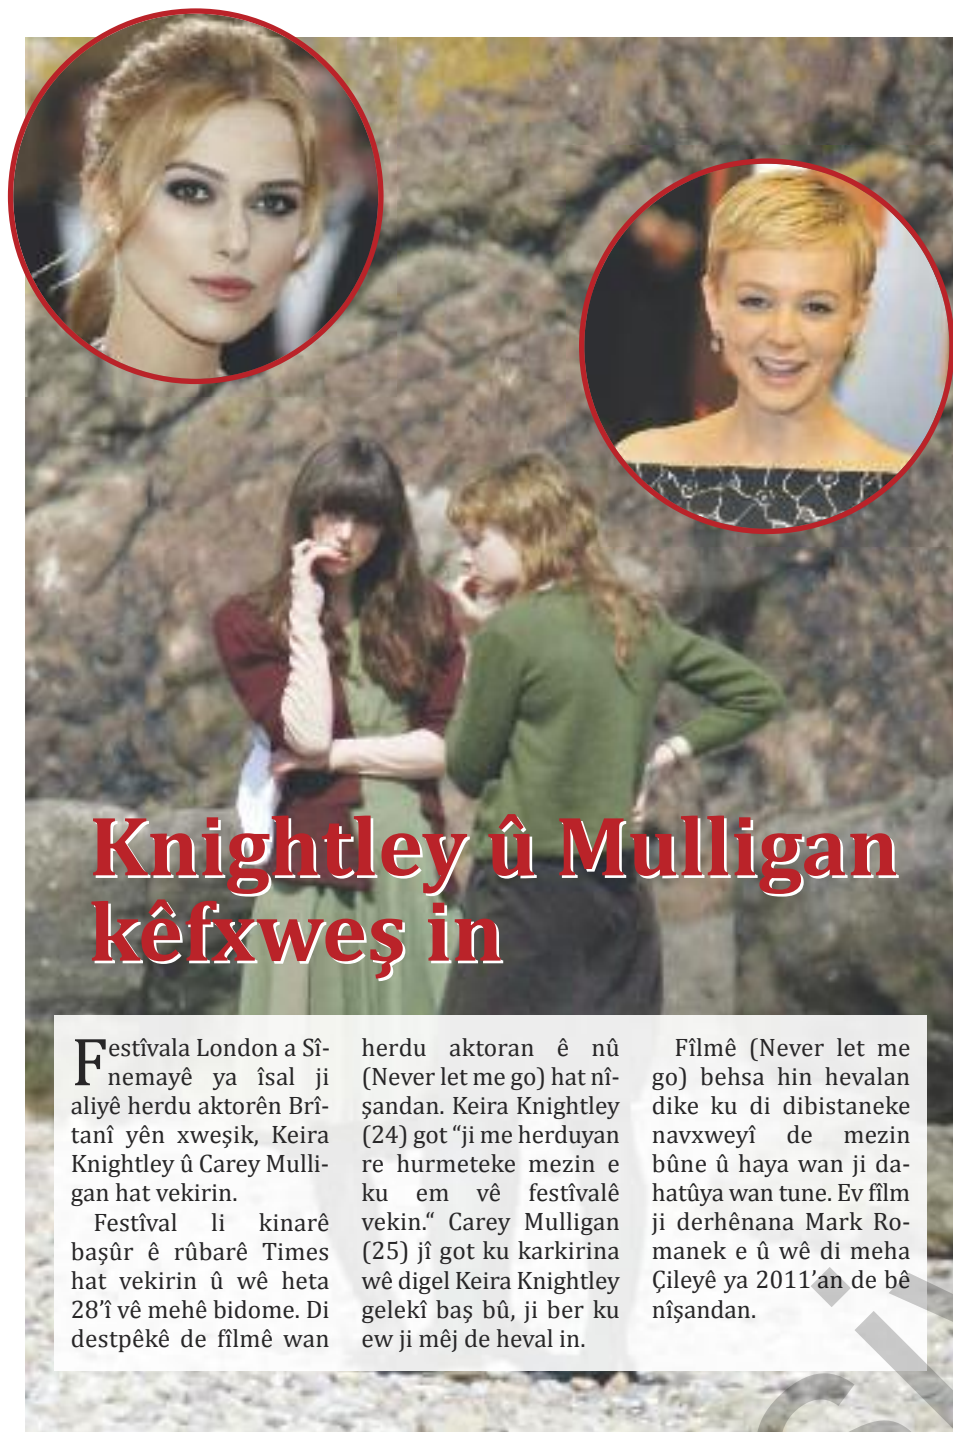 Knightley û Mulligan
kêfxweş in
Festîvala London a Sî-
nemayê ya îsal ji
aliyê herdu aktorên Brî-
tanî yên xweşik, Keira
Knightley û Carey Mulli-
gan hat vekirin.
Festîval li kinarê
başûr ê rûbarê Times
hat vekirin û wê heta
28’î vê mehê bidome. Di
destpêkê de fîlmê wan
herdu aktoran ê nû
(Never let me go) hat nî-
şandan. Keira Knightley
(24) got “ji me herduyan
re hurmeteke mezin e
ku em vê festîvalê
vekin.“ Carey Mulligan
(25) jî got ku karkirina
wê digel Keira Knightley
gelekî baş bû, ji ber ku
ew ji mêj de heval in.
Fîlmê (Never let me
go) behsa hin hevalan
dike ku di dibistaneke
navxweyî de mezin
bûne û haya wan ji da-
hatûya wan tune. Ev fîlm
ji derhênana Mark Ro-
manek e û wê di meha
Çileyê ya 2011’an de bê
nîşandan.